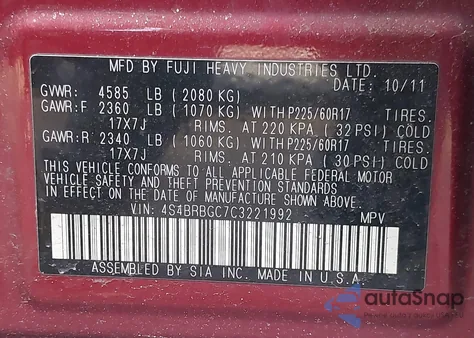 MFD BY FUJI HEAVY INDUSTRIES LTD.
DATE: 10/11
GVWR: 4585 LB (2080 KG)
GAWR:F 2360 LB (1070 KG) WITH P225/60R17 TIRES.
17X7J RIMS. AT 220 KPA (32 PSI) COLD
GAWR:R 2340 LB (1060 KG) WITH P225/60R17 TIRES.
17X7J RIMS. AT 210 KPA (30 PSI) COLD
THIS VEHICLE CONFORMS TO ALL APPLICABLE FEDERAL MOTOR
VEHICLE SAFETY AND THEFT PREVENTION STANDARDS
IN EFFECT ON THE DATE OF MANUFACTURE SHOWN ABOVE.
VIN: 4S4BRBGC7C3221992 MPV
ASSEMBLED BY SIA INC. MADE IN U.S.A.
autoSnap